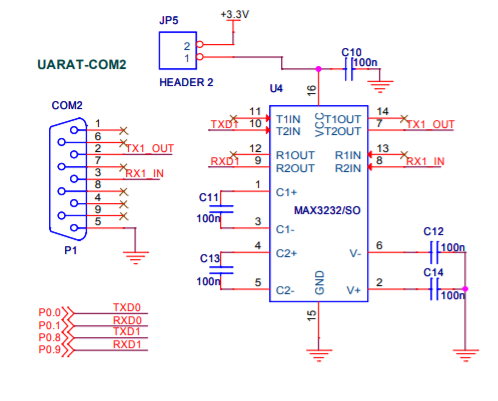 +3.3V
JP5
2
1
HEADER 2
UARAT-COM2
C10
100n
U4
16
VCC
COM2
1
6
2 TX1_OUT
7
3 RX1_IN
8
4
9
5
P1
11 T1IN T1OUT 14
TXD1 10 T2IN T2OUT 7 TX1_OUT
12 R1OUT R1IN 13
RXD1 9 R2OUT R2IN 8 RX1_IN
1 C1+
C11
100n
MAX3232/SO
3 C1-
4 C2+ V- 6
C12
100n
C13
100n
5 C2- V+ 2
C14
100n
GND
15
P0.0 TXD0
P0.1 RXD0
P0.8 TXD1
P0.9 RXD1